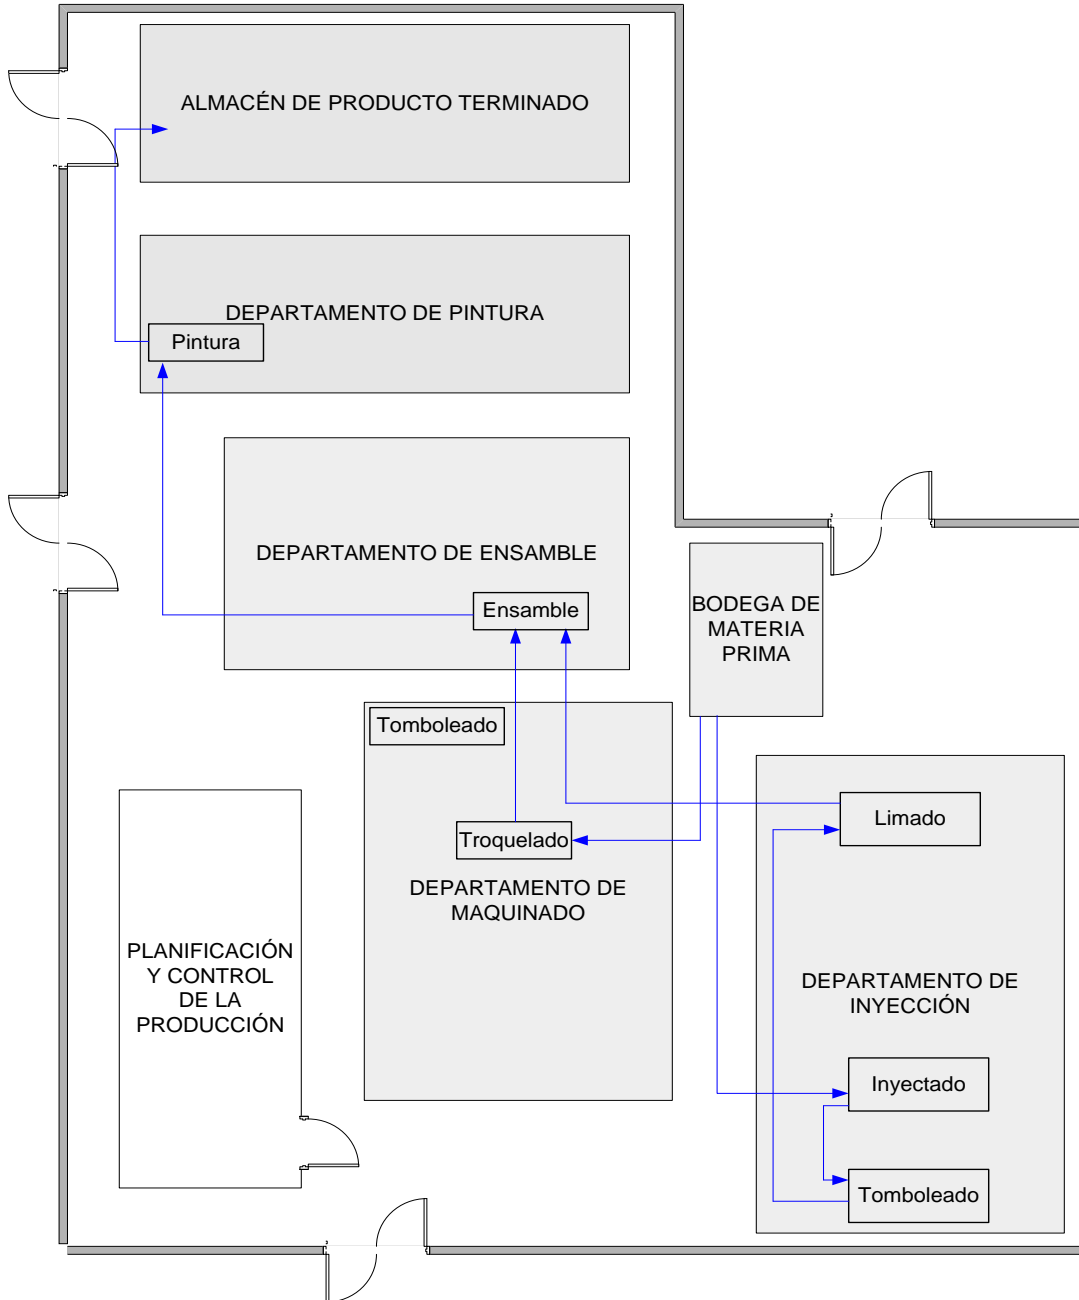 ALMACÉN DE PRODUCTO TERMINADO
DEPARTAMENTO DE PINTURA
Pintura
DEPARTAMENTO DE ENSAMBLE
Ensamble
BODEGA DE
MATERIA
PRIMA
Tomboleado
Troquelado
DEPARTAMENTO DE
MAQUINADO
Limado
PLANIFICACIÓN
Y CONTROL
DE LA
PRODUCCIÓN
DEPARTAMENTO DE
INYECCIÓN
Inyectado
Tomboleado